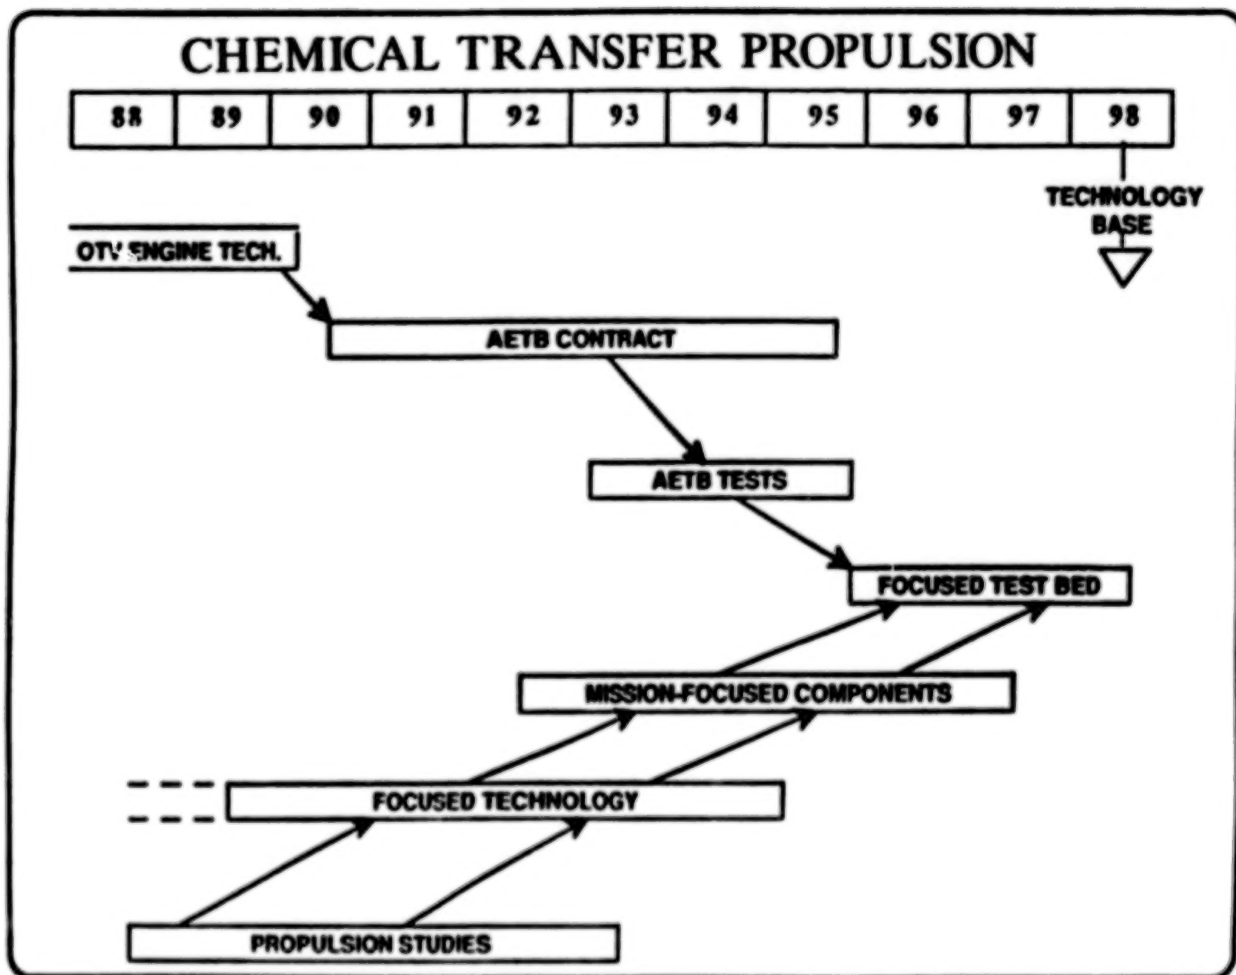 CHEMICAL TRANSFER PROPULSION
88 89 90 91 92 93 94 95 96 97 98
TECHNOLOGY
BASE
OTV ENGINE TECH.
AETB CONTRACT
AETB TESTS
FOCUSED TEST BED
MISSION-FOCUSED COMPONENTS
FOCUSED TECHNOLOGY
PROPULSION STUDIES